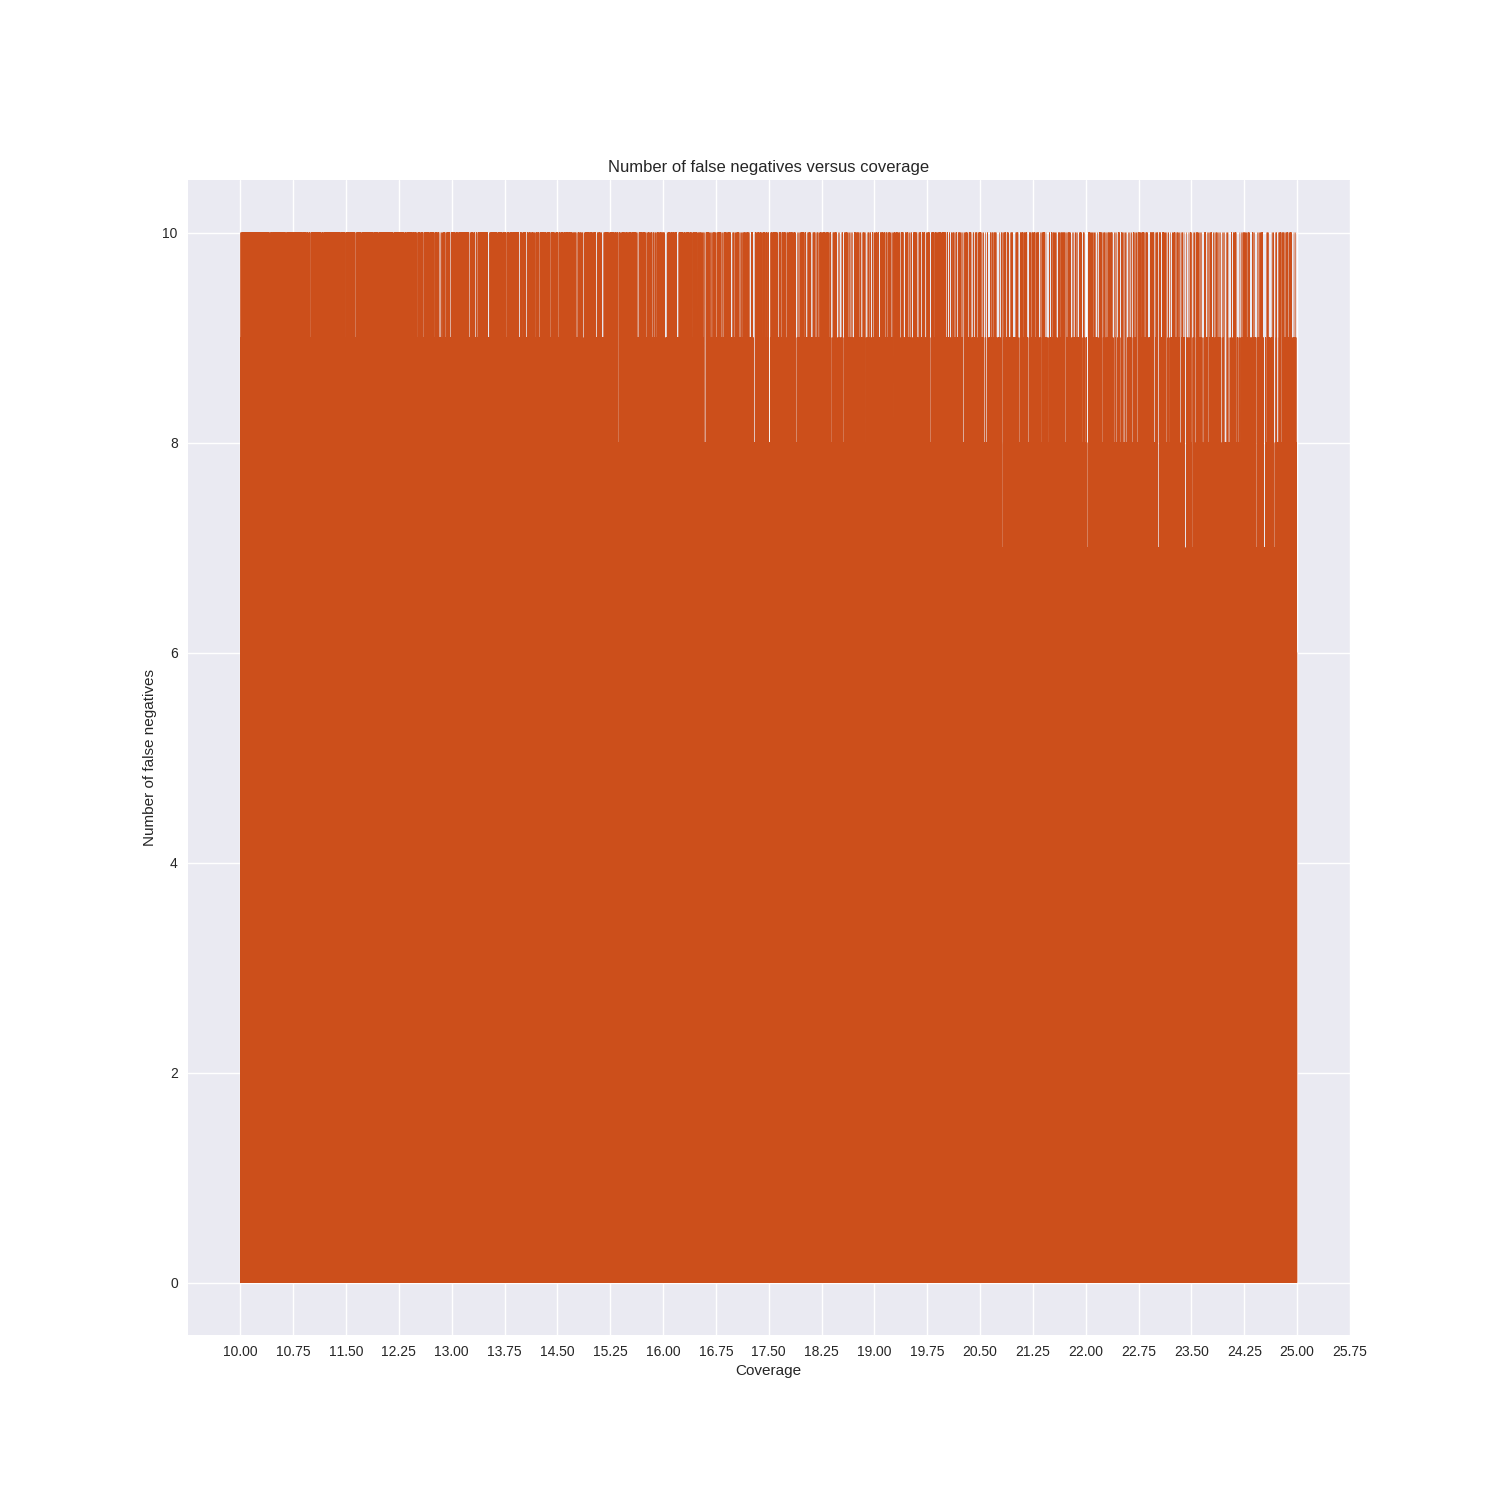 Number of false negatives versus coverage
10
8
6
4
2
0
Number of false negatives
10.00 10.75 11.50 12.25 13.00 13.75 14.50 15.25 16.00 16.75 17.50 18.25 19.00 19.75 20.50 21.25 22.00 22.75 23.50 24.25 25.00 25.75
Coverage